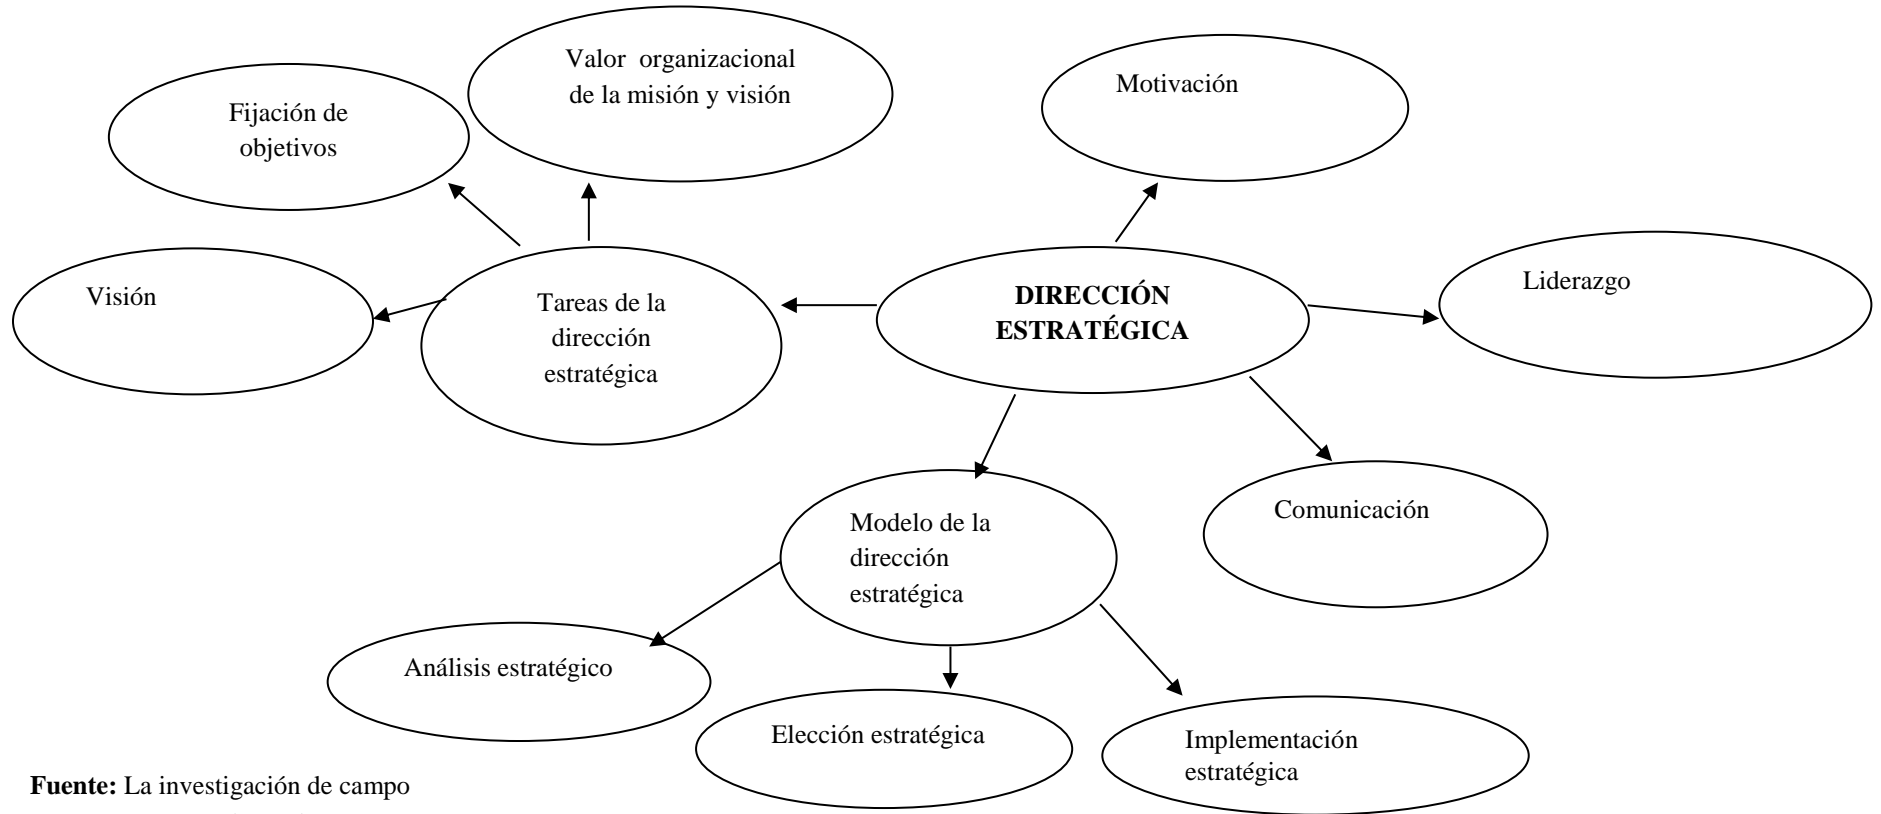 Valor organizacional
de la misión y visión
Motivación
Fijación de
objetivos
Visión
Tareas de la
dirección
estratégica
DIRECCIÓN
ESTRATÉGICA
Liderazgo
Modelo de la
dirección
estratégica
Comunicación
Análisis estratégico
Elección estratégica
Implementación
estratégica
Fuente: La investigación de campo